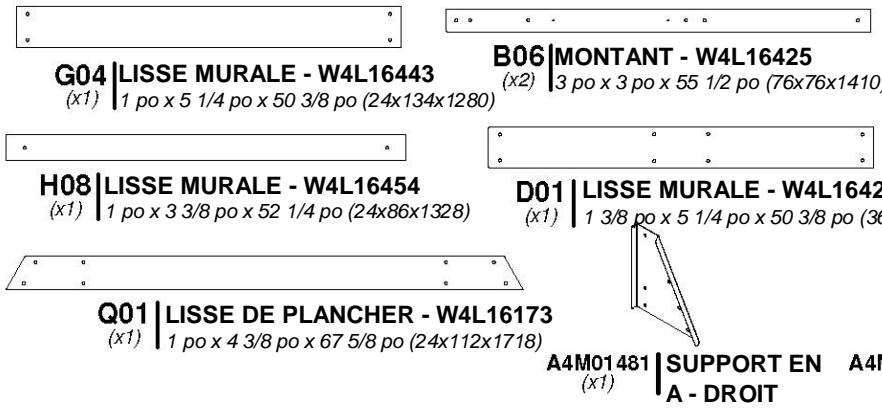 G04 LISSE MURALE - W4L16443
(x1) 1 po x 5 1/4 po x 50 3/8 po (24x134x1280)
B06 MONTANT - W4L16425
(x2) 3 po x 3 po x 55 1/2 po (76x76x1410)
H08 LISSE MURALE - W4L16454
(x1) 1 po x 3 3/8 po x 52 1/4 po (24x86x1328)
D01 LISSE MURALE - W4L1642
(x1) 1 3/8 po x 5 1/4 po x 50 3/8 po (36
Q01 LISSE DE PLANCHER - W4L16173
(x1) 1 po x 4 3/8 po x 67 5/8 po (24x112x1718)
A4M01481 SUPPORT EN A4M
(x1) A - DROIT